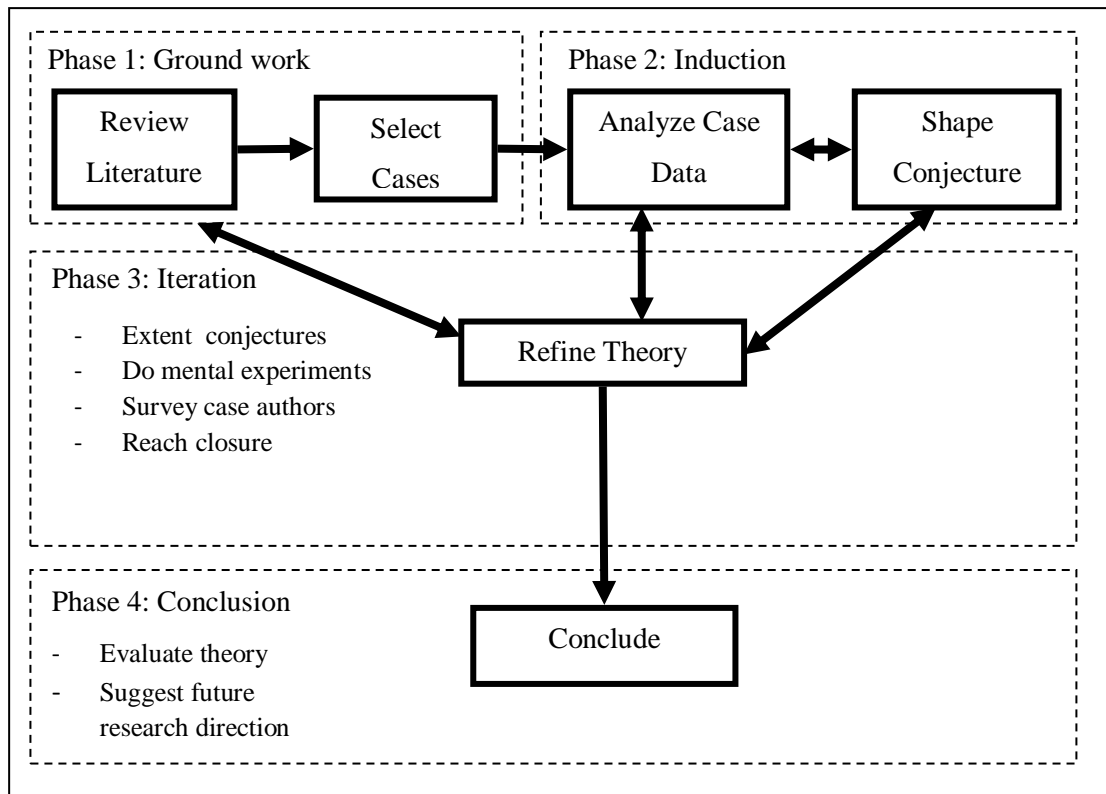 Phase 1: Ground work
Review
Literature
Select
Cases
Phase 2: Induction
Analyze Case
Data
Shape
Conjecture
Phase 3: Iteration
- Extent conjectures
- Do mental experiments
- Survey case authors
- Reach closure
Refine Theory
Phase 4: Conclusion
- Evaluate theory
- Suggest future
research direction
Conclude